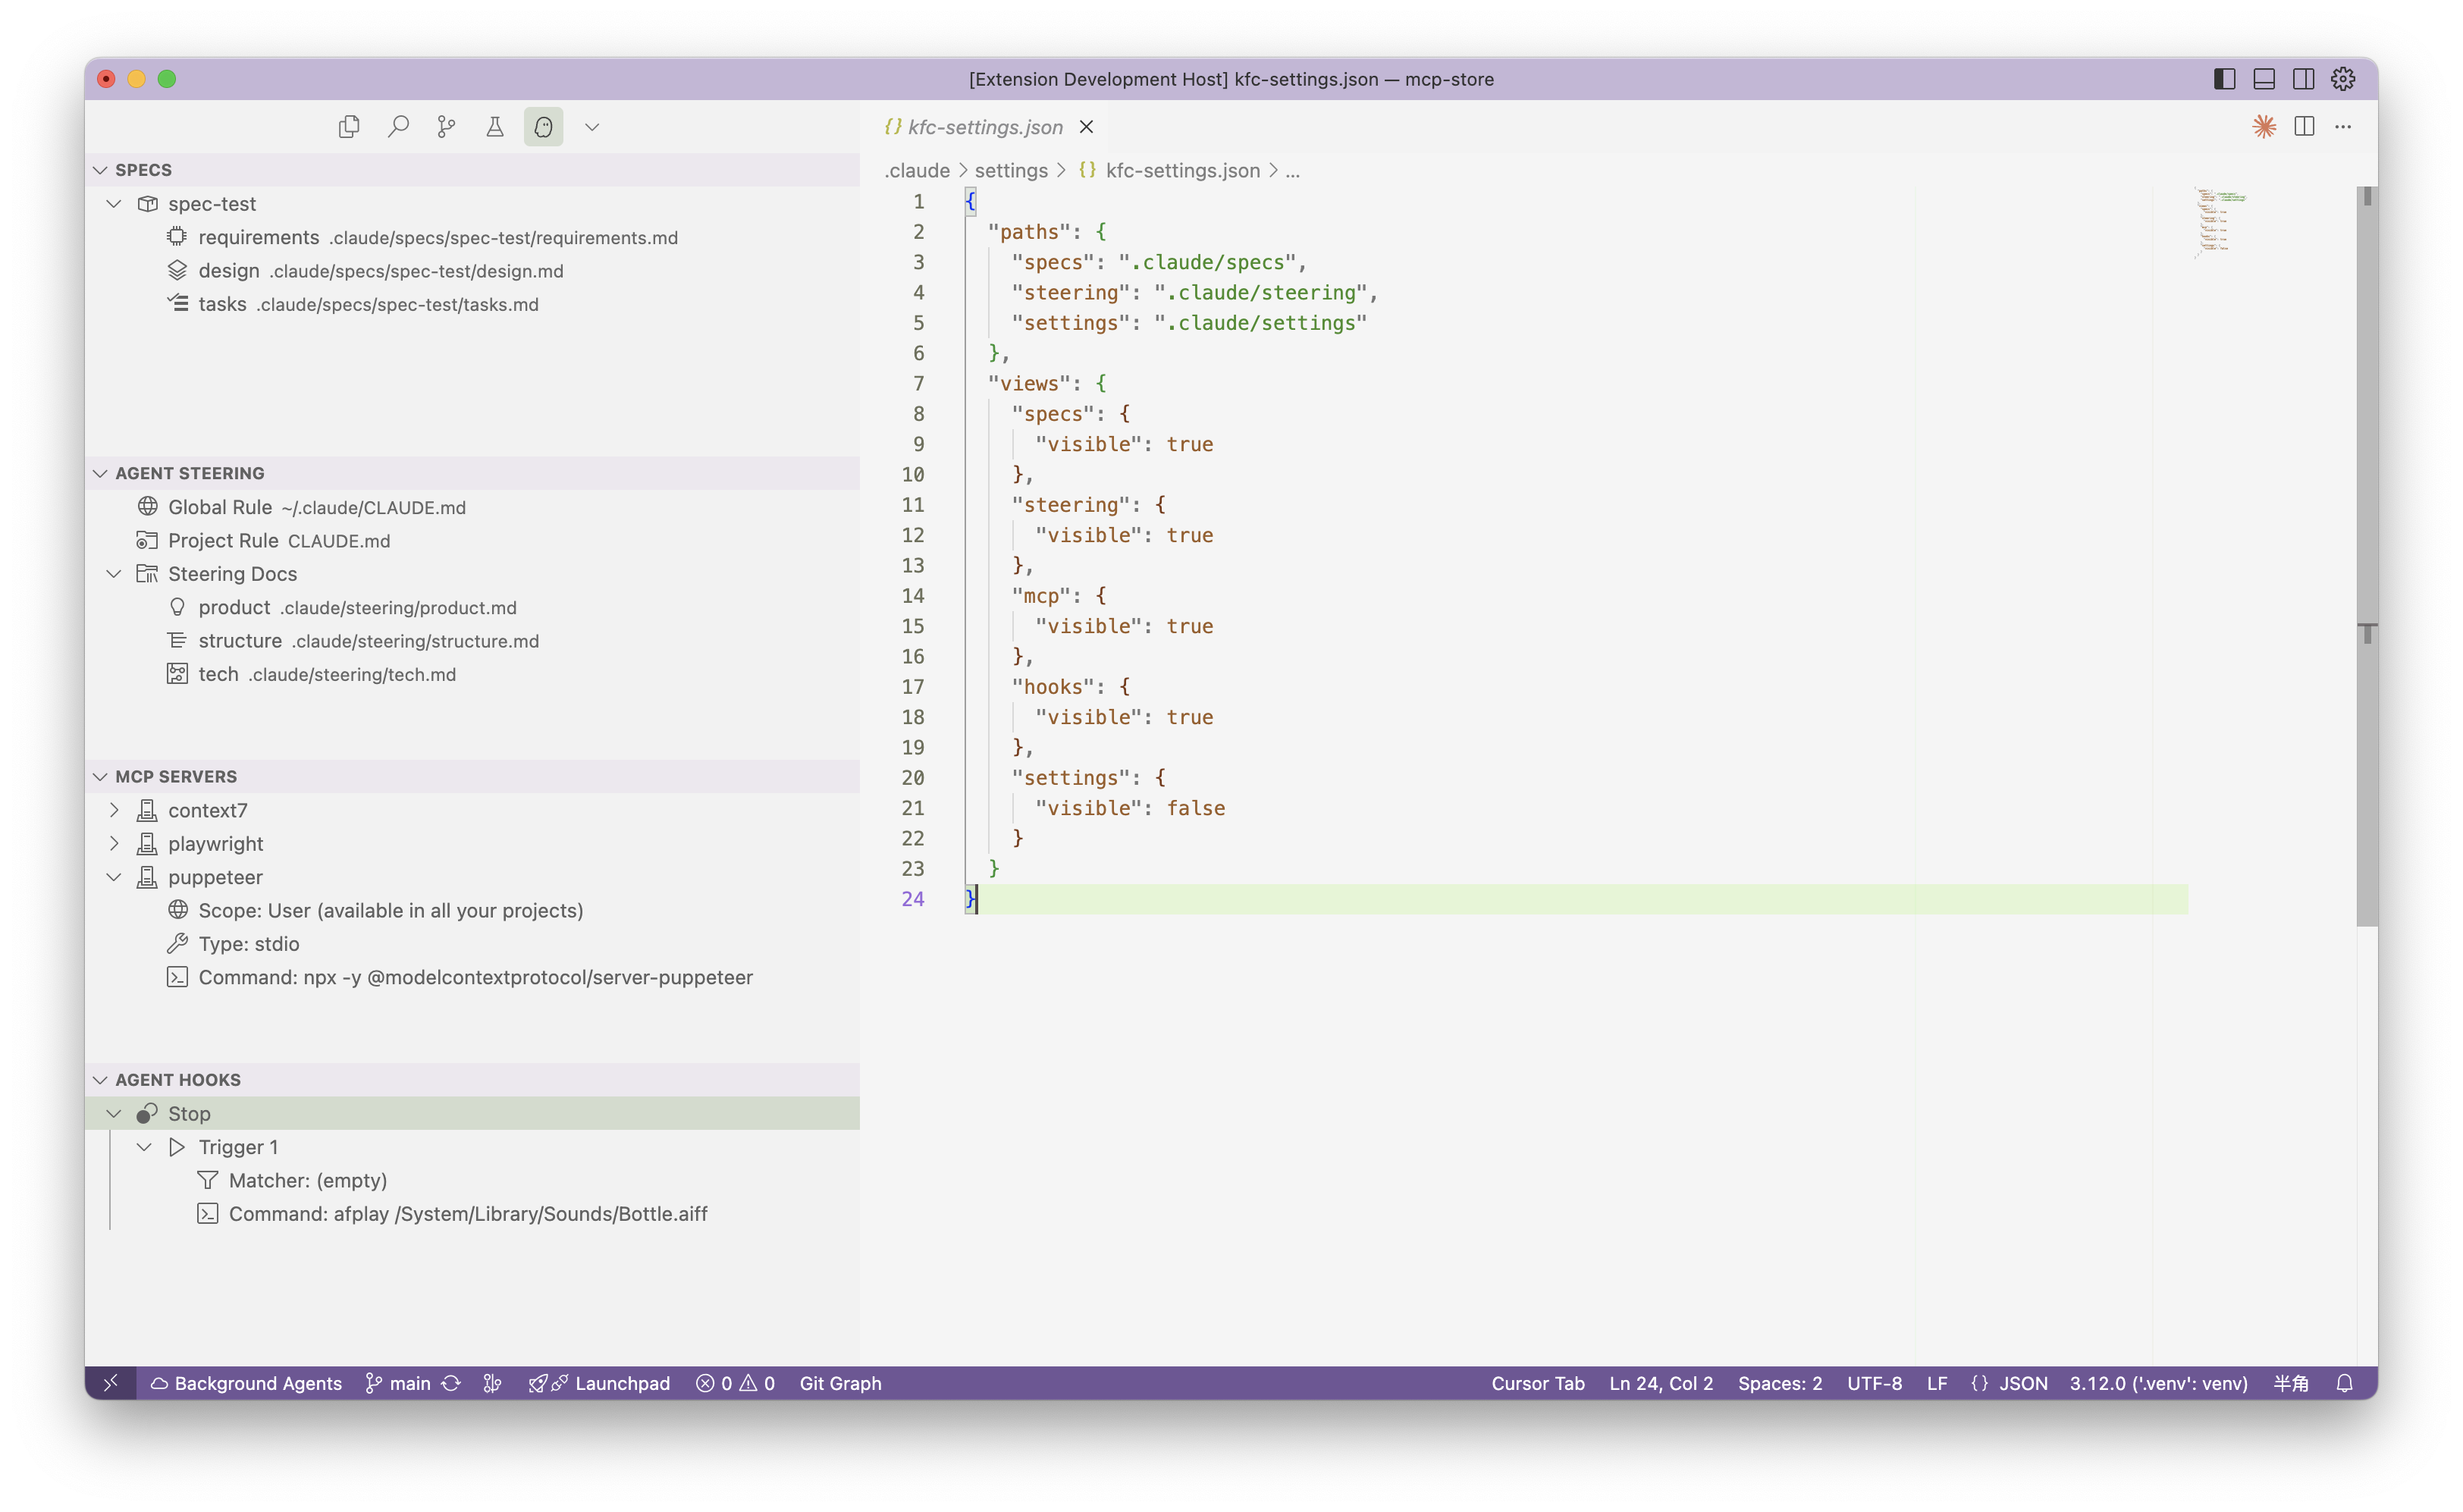 [Extension Development Host] kfc-settings.json — mcp-store
SPECS
spec-test
requirements .claude/specs/spec-test/requirements.md
design .claude/specs/spec-test/design.md
tasks .claude/specs/spec-test/tasks.md
AGENT STEERING
Global Rule ~/.claude/CLAUDE.md
Project Rule CLAUDE.md
Steering Docs
product .claude/steering/product.md
structure .claude/steering/structure.md
tech .claude/steering/tech.md
MCP SERVERS
context7
playwright
puppeteer
Scope: User (available in all your projects)
Type: stdio
Command: npx -y @modelcontextprotocol/server-puppeteer
AGENT HOOKS
Stop
Trigger 1
Matcher: (empty)
Command: afplay /System/Library/Sounds/Bottle.aiff
{} kfc-settings.json
.claude > settings > {} kfc-settings.json > ...
1 {
2 "paths": {
3 "specs": ".claude/specs",
4 "steering": ".claude/steering",
5 "settings": ".claude/settings"
6 },
7 "views": {
8 "specs": {
9 "visible": true
10 },
11 "steering": {
12 "visible": true
13 },
14 "mcp": {
15 "visible": true
16 },
17 "hooks": {
18 "visible": true
19 },
20 "settings": {
21 "visible": false
22 }
23 }
24 }
Background Agents main Launchpad 0 0 Git Graph Cursor Tab Ln 24, Col 2 Spaces: 2 UTF-8 LF {} JSON 3.12.0 ('.venv': venv) 半角